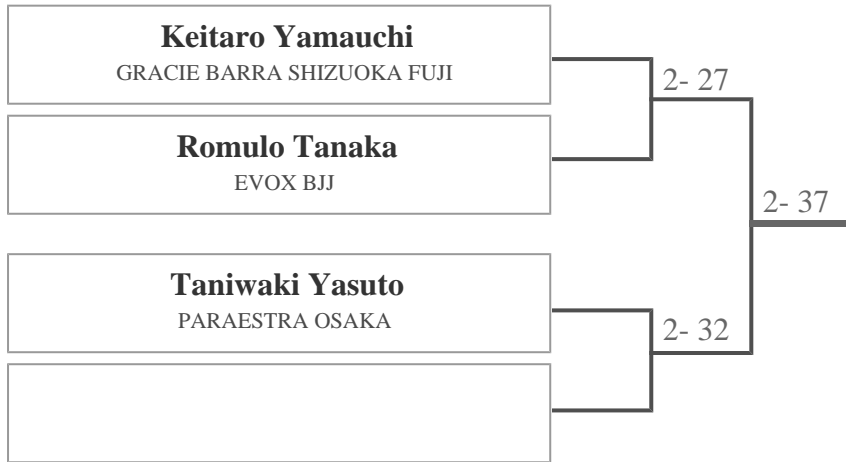 Keitaro Yamauchi
GRACIE BARRA SHIZUOKA FUJI
2- 27
Romulo Tanaka
EVOX BJJ
2- 37
Taniwaki Yasuto
PARAESTRA OSAKA
2- 32